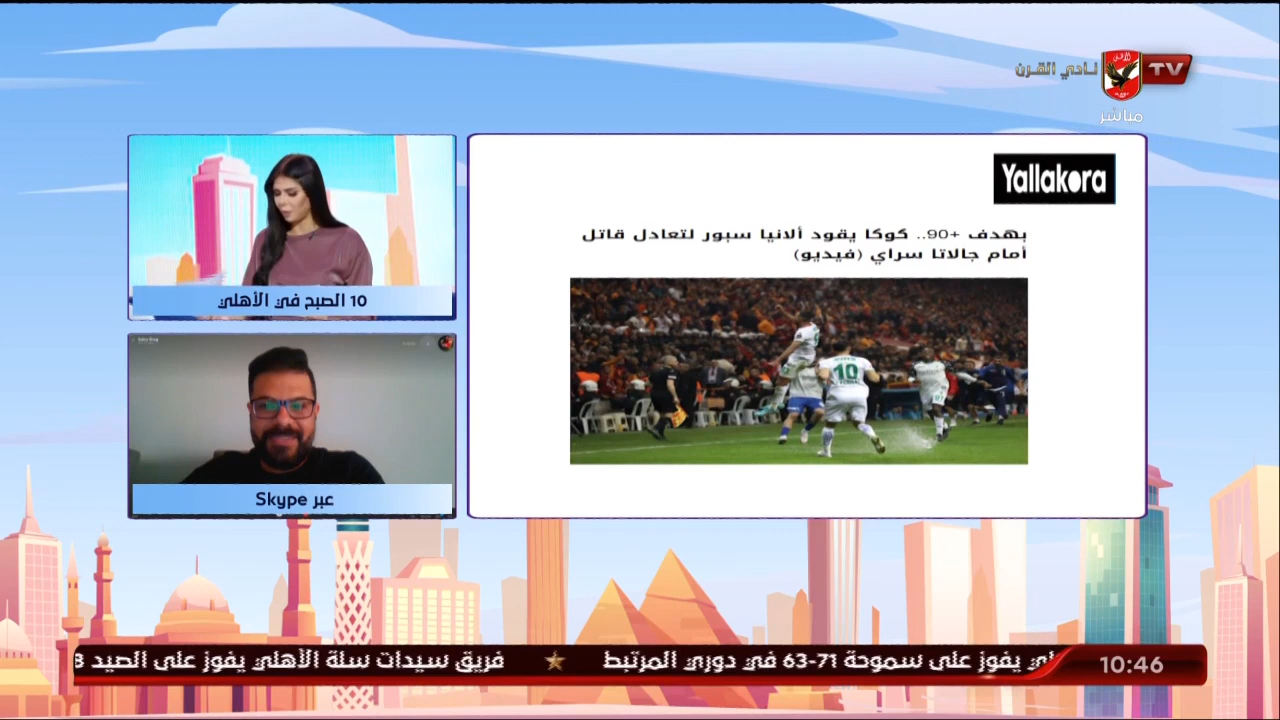 نادي القرن
TV
مباشر
Yallakora
بهدف +90.. كوكا يقود ألانيا سبور لتعادل قاتل
أمام جالاتا سراي (فيديو)
10
10 الصبح في الأهلي
عبر Skype
يفوز على سموحة 71-63 في دوري المرتبط
فريق سيدات سلة الأهلي يفوز على الصيد
10:46